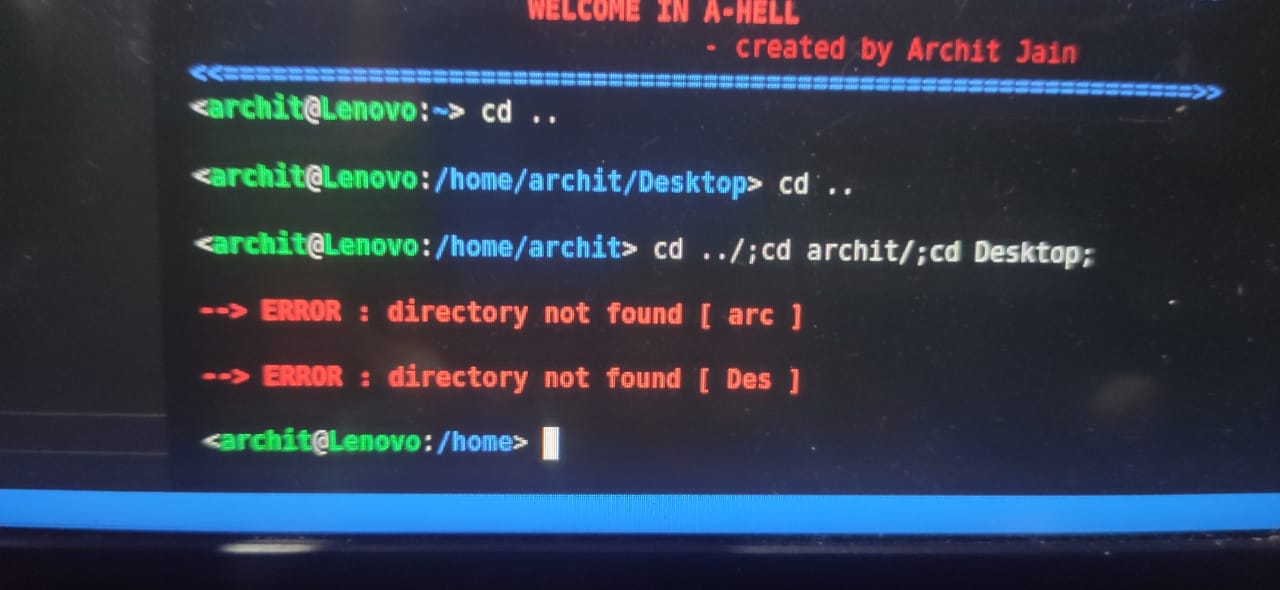 WELCOME IN A-HELL
- created by Archit Jain
<<=============================================================>>
<archit@Lenovo:~> cd ..
<archit@Lenovo:/home/archit/Desktop> cd ..
<archit@Lenovo:/home/archit> cd ../;cd archit/;cd Desktop;
--> ERROR : directory not found [ arc ]
--> ERROR : directory not found [ Des ]
<archit@Lenovo:/home>